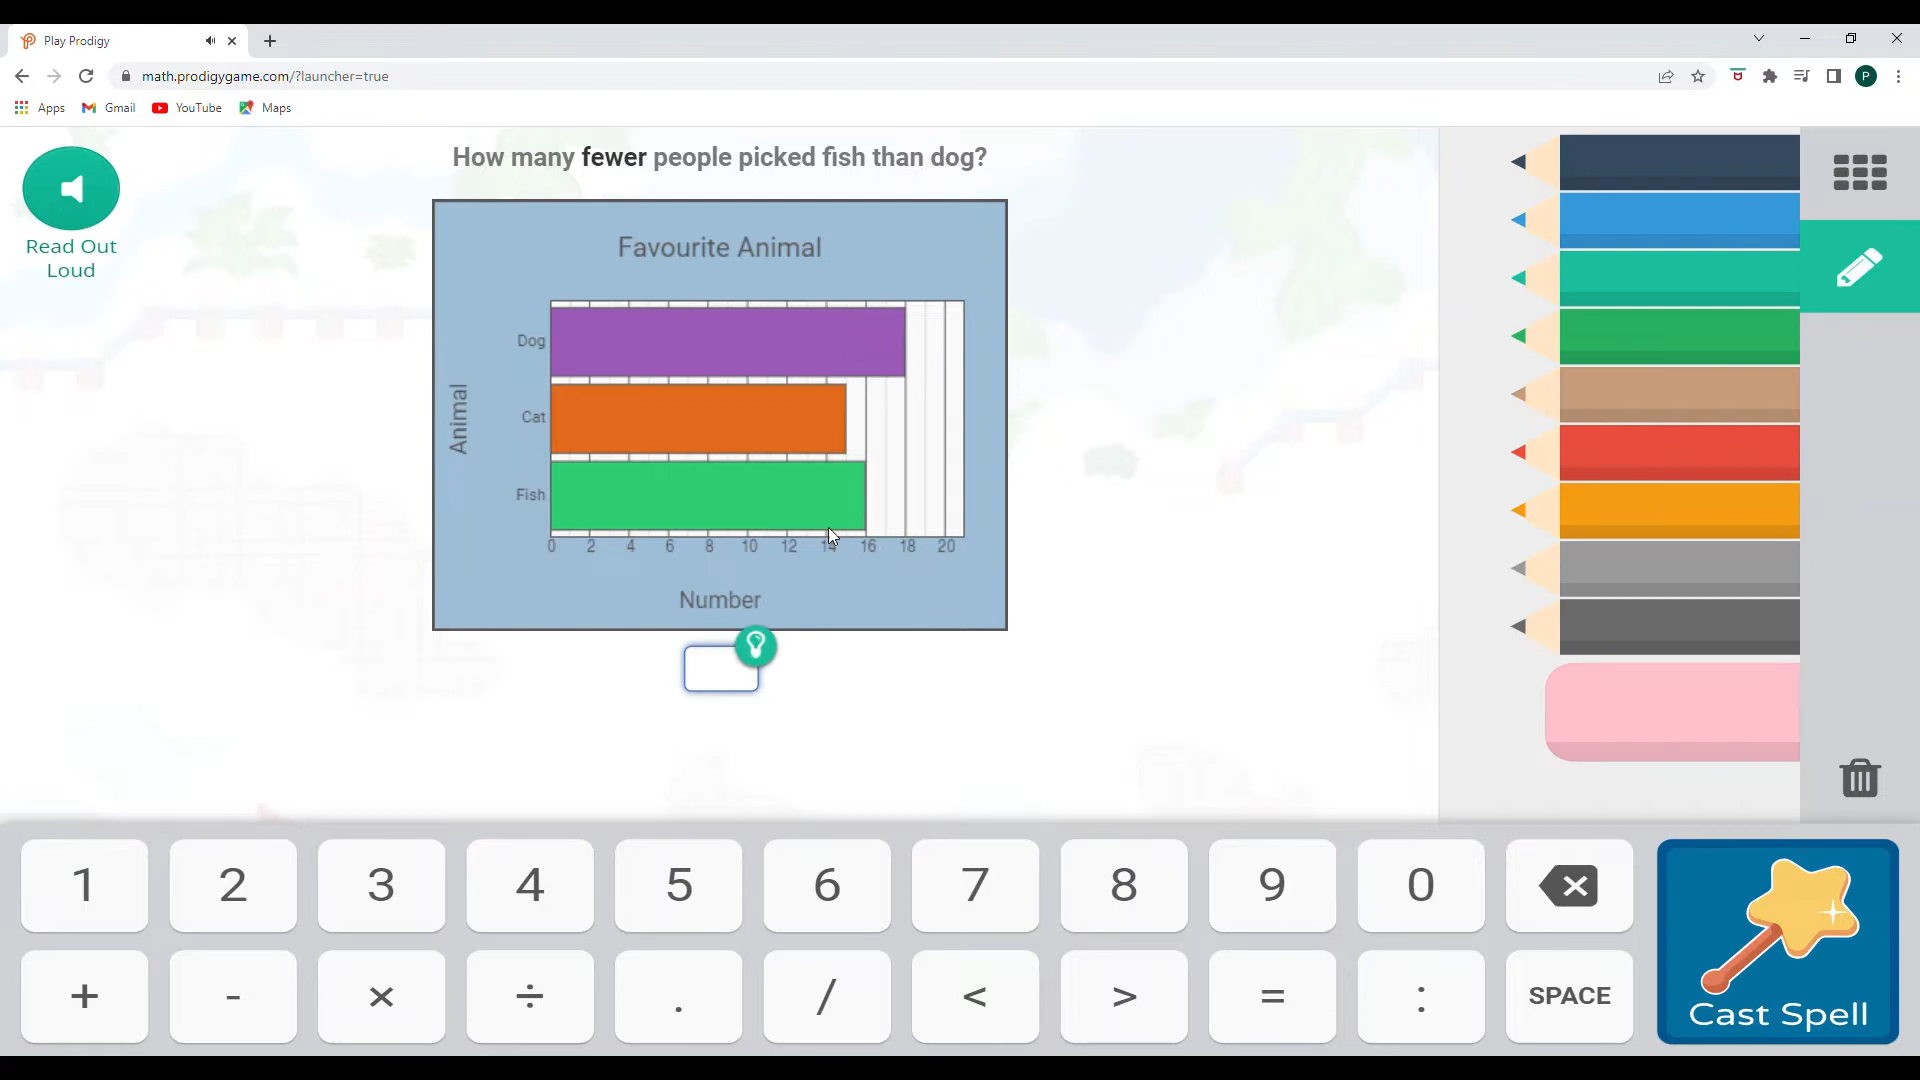 Play Prodigy
math.prodigygame.com/?launcher=true
P
Apps
Gmail
YouTube
Maps
Read Out
Loud
How many fewer people picked fish than dog?
Favourite Animal
Animal
Dog
Cat
Fish
0 2 4 6 8 10 12 14 16 18 20
Number
1 2 3 4 5 6 7 8 9 0
+ - × ÷ . / < > = : SPACE
Cast Spell